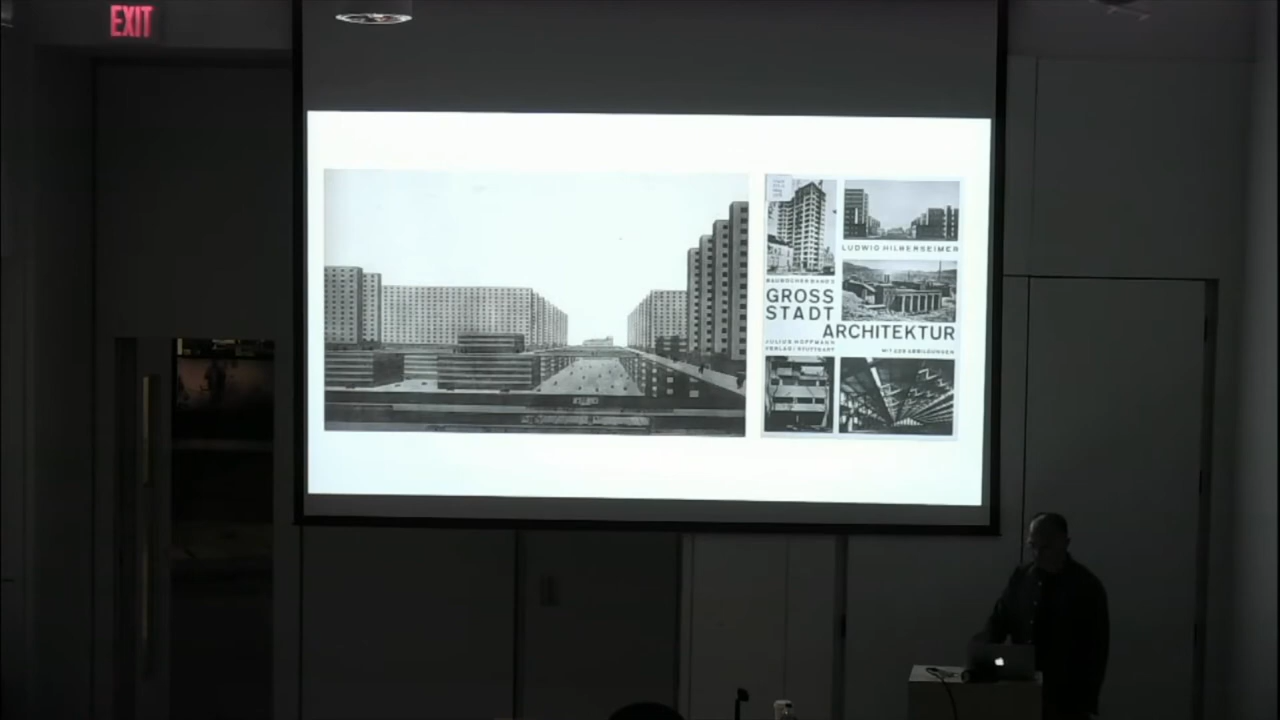 EXIT
LUDWIG HILBERSEIMER
BAUBÜCHER BAND 3
GROSS
STADT
ARCHITEKTUR
JULIUS HOFFMANN
VERLAG / STUTTGART
MIT 229 ABBILDUNGEN